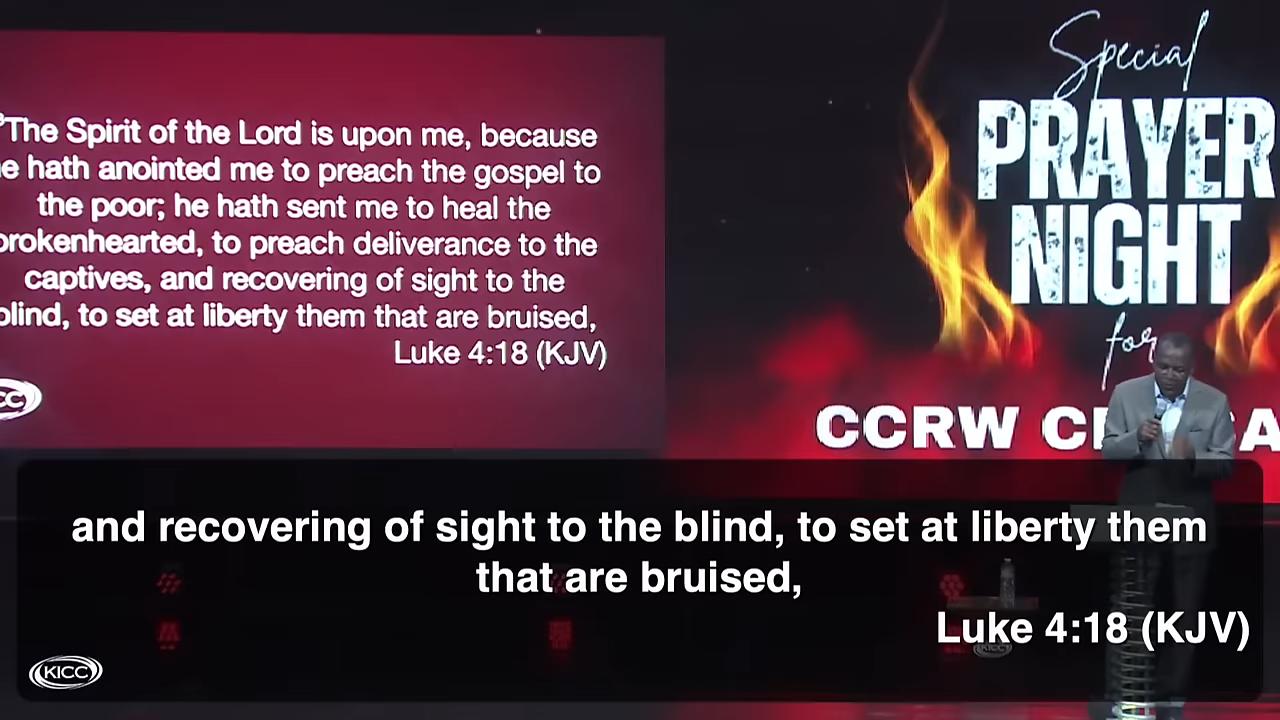 "The Spirit of the Lord is upon me, because
he hath anointed me to preach the gospel to
the poor; he hath sent me to heal the
brokenhearted, to preach deliverance to the
captives, and recovering of sight to the
blind, to set at liberty them that are bruised,
Luke 4:18 (KJV)
Special
PRAYER
NIGHT
for
CCRW
and recovering of sight to the blind, to set at liberty them
that are bruised,
Luke 4:18 (KJV)
KICC